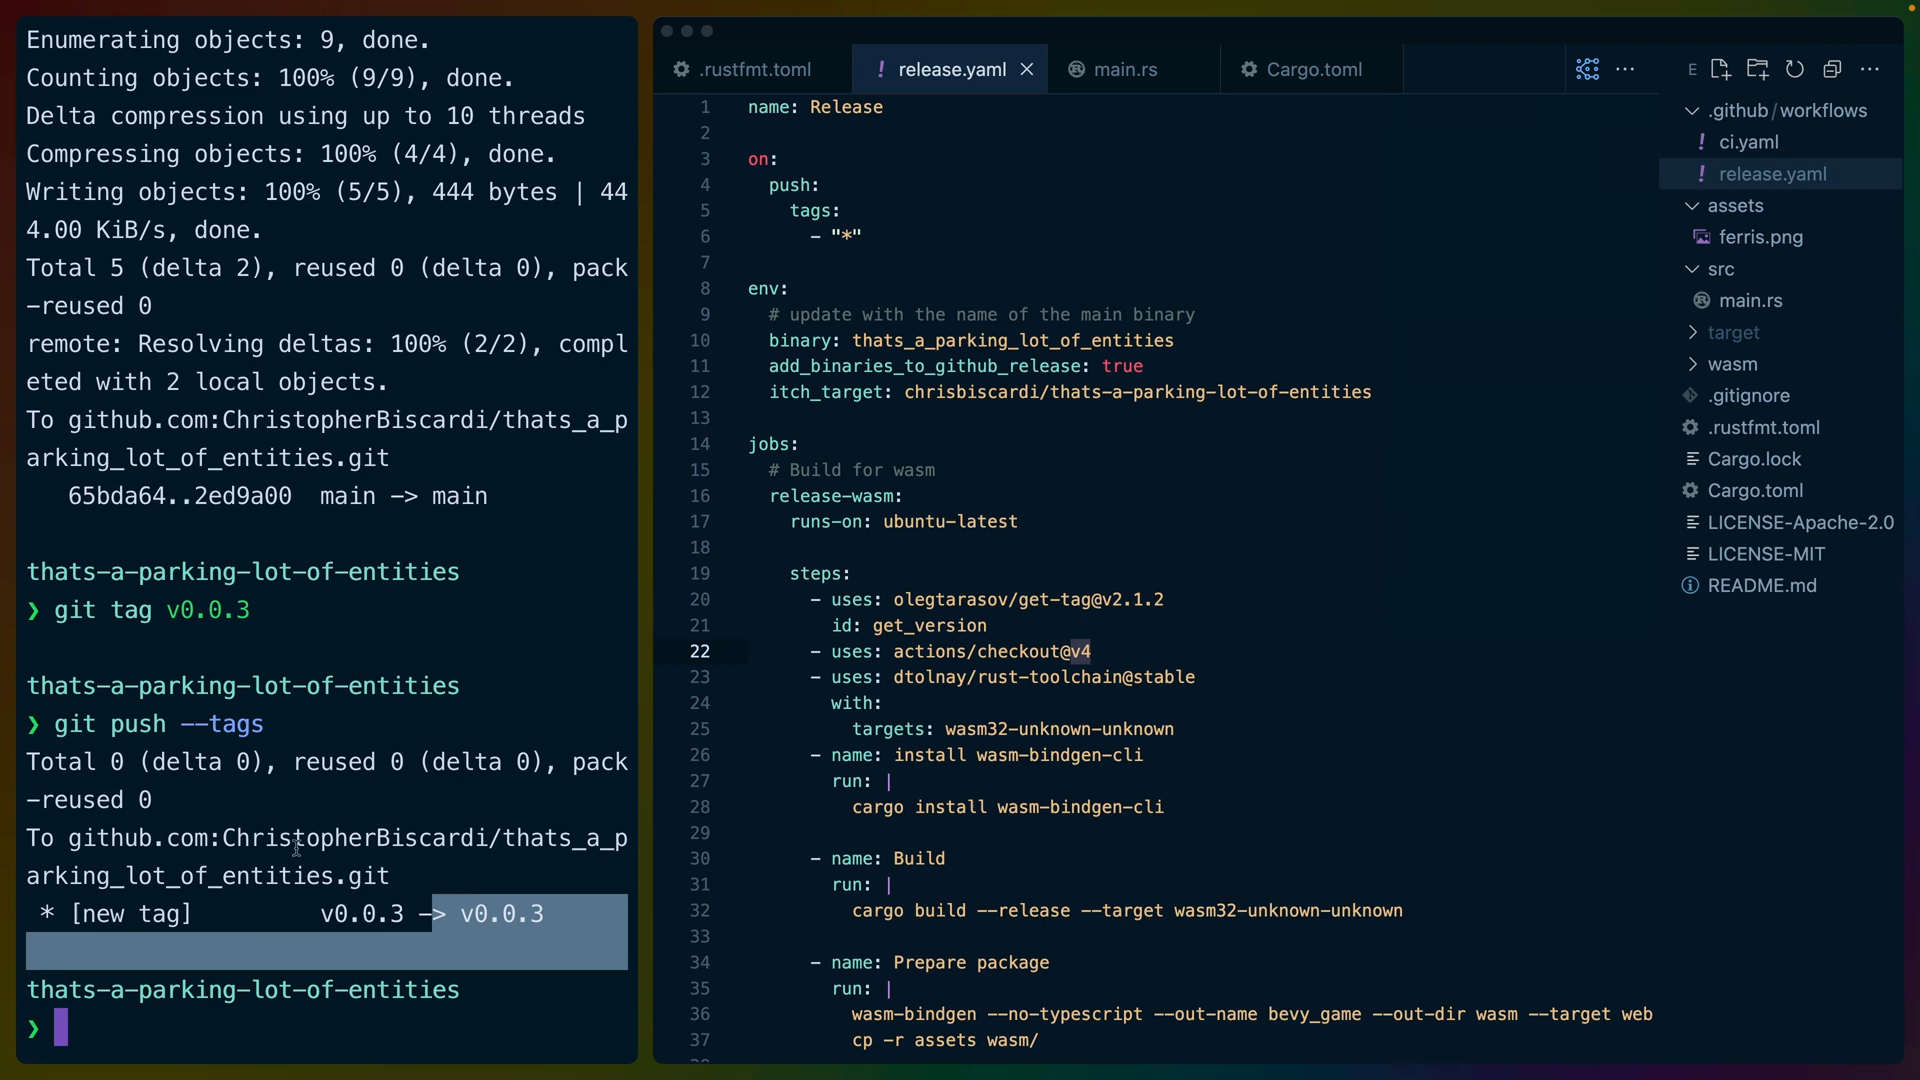 Enumerating objects: 9, done.
Counting objects: 100% (9/9), done.
Delta compression using up to 10 threads
Compressing objects: 100% (4/4), done.
Writing objects: 100% (5/5), 444 bytes | 44
4.00 KiB/s, done.
Total 5 (delta 2), reused 0 (delta 0), pack
-reused 0
remote: Resolving deltas: 100% (2/2), compl
eted with 2 local objects.
To github.com:ChristopherBiscardi/thats_a_p
arking_lot_of_entities.git
65bda64..2ed9a00  main -> main
thats-a-parking-lot-of-entities
❯ git tag v0.0.3
thats-a-parking-lot-of-entities
❯ git push --tags
Total 0 (delta 0), reused 0 (delta 0), pack
-reused 0
To github.com:ChristopherBiscardi/thats_a_p
arking_lot_of_entities.git
* [new tag]         v0.0.3 -> v0.0.3
thats-a-parking-lot-of-entities
❯
.rustfmt.toml
! release.yaml
main.rs
Cargo.toml
1 name: Release
2
3 on:
4   push:
5     tags:
6       - "*"
7
8 env:
9   # update with the name of the main binary
10   binary: thats_a_parking_lot_of_entities
11   add_binaries_to_github_release: true
12   itch_target: chrisbiscardi/thats-a-parking-lot-of-entities
13
14 jobs:
15   # Build for wasm
16   release-wasm:
17     runs-on: ubuntu-latest
18
19     steps:
20       - uses: olegtarasov/get-tag@v2.1.2
21         id: get_version
22       - uses: actions/checkout@v4
23       - uses: dtolnay/rust-toolchain@stable
24         with:
25           targets: wasm32-unknown-unknown
26       - name: install wasm-bindgen-cli
27         run: |
28           cargo install wasm-bindgen-cli
29
30       - name: Build
31         run: |
32           cargo build --release --target wasm32-unknown-unknown
33
34       - name: Prepare package
35         run: |
36           wasm-bindgen --no-typescript --out-name bevy_game --out-dir wasm --target web
37           cp -r assets wasm/
E
.github/workflows
! ci.yaml
! release.yaml
assets
ferris.png
src
main.rs
target
wasm
.gitignore
.rustfmt.toml
Cargo.lock
Cargo.toml
LICENSE-Apache-2.0
LICENSE-MIT
README.md